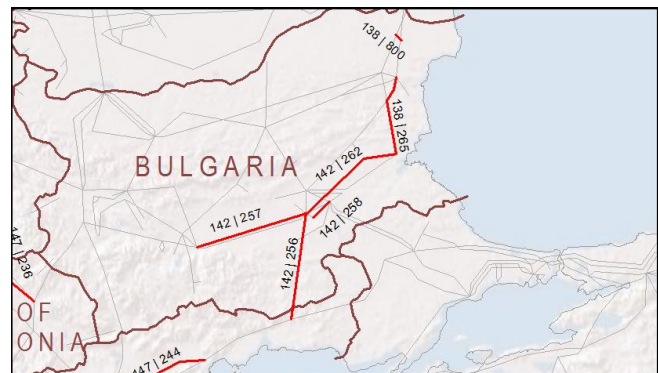 138 | 800
138 | 265
BULGARIA
142 | 262
142 | 257
142 | 258
142 | 256
147 | 236
OF
ONIA
147 | 244